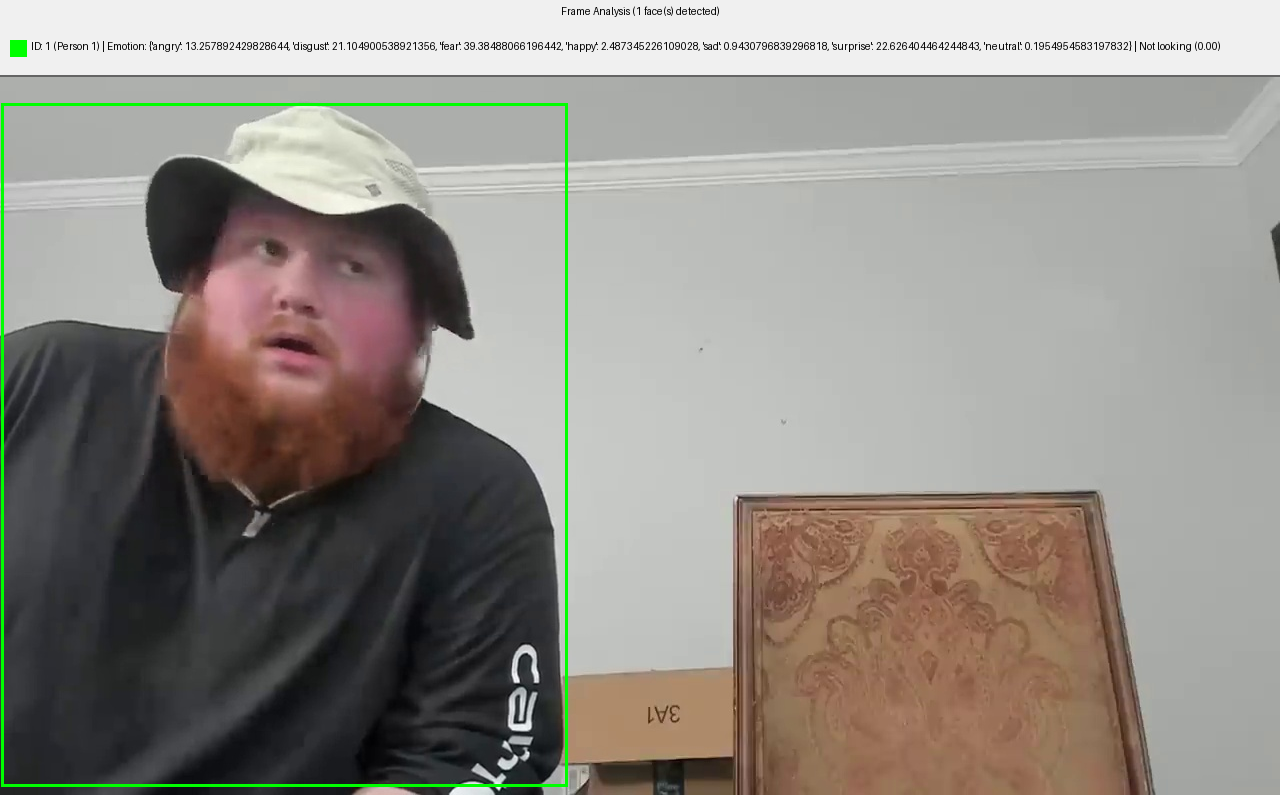 Frame Analysis (1 face(s) detected)
ID: 1 (Person 1) | Emotion: {'angry': 13.257892429828644, 'disgust': 21.104900538921356, 'fear': 39.38488066196442, 'happy': 2.487345226109028, 'sad': 0.9430796839296818, 'surprise': 22.626404464244843, 'neutral': 0.1954954583197832} | Not looking (0.00)
3A1